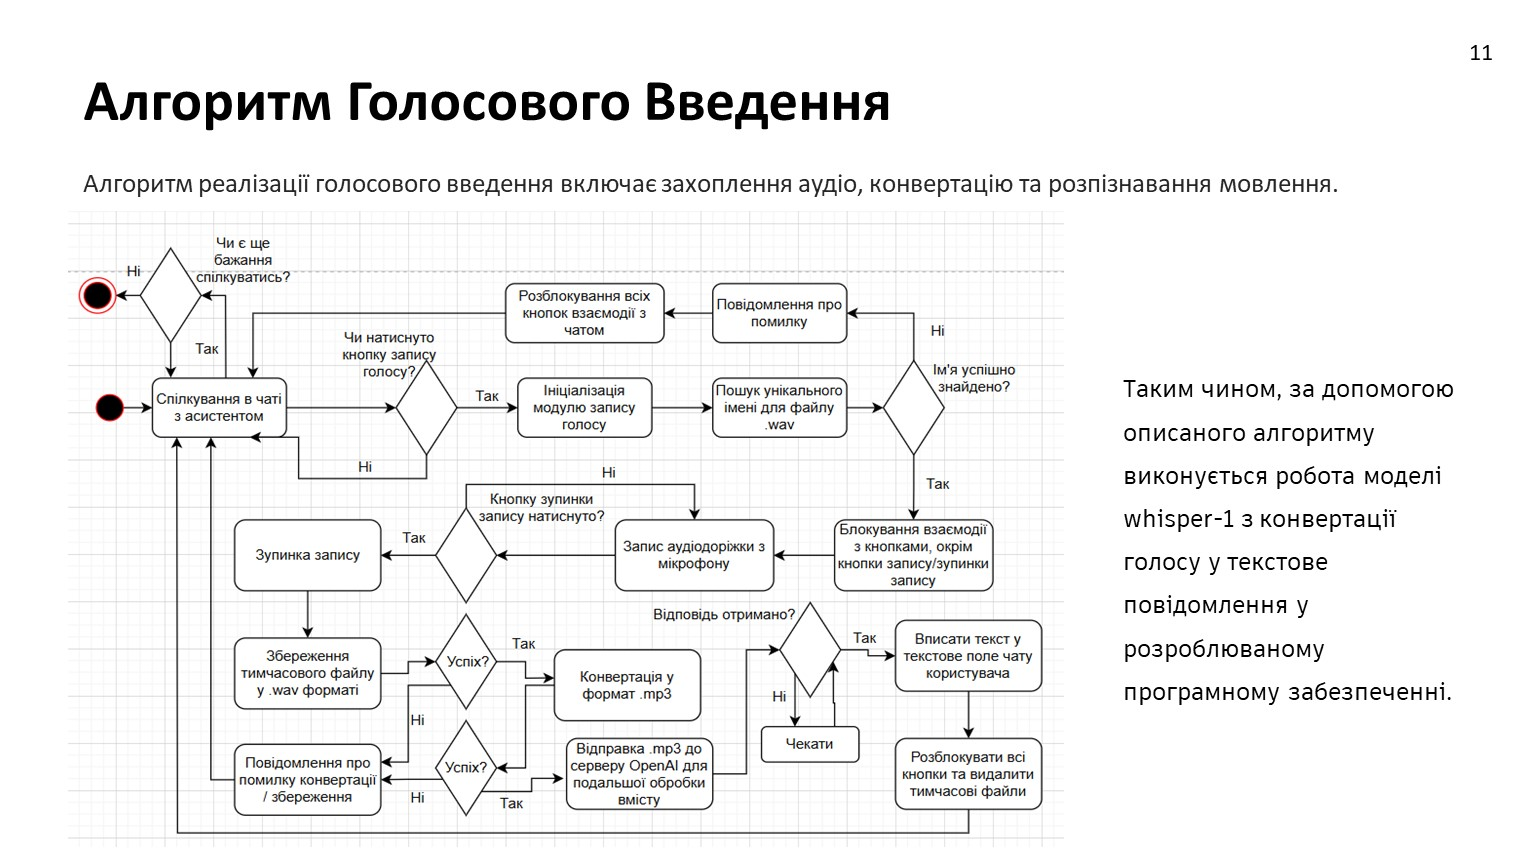 11
Алгоритм Голосового Введення
Алгоритм реалізації голосового введення включає захоплення аудіо, конвертацію та розпізнавання мовлення.
Чи є ще
бажання
спілкуватись?
Ні
Так
Розблокування всіх
кнопок взаємодії з
чатом
Повідомлення про
помилку
Ні
Чи натиснуто
кнопку запису
голосу?
Ім'я успішно
знайдено?
Спілкування в чаті
з асистентом
Так
Ініціалізація
модулю запису
голосу
Пошук унікального
імені для файлу
.wav
Ні
Так
Ні
Кнопку зупинки
запису натиснуто?
Зупинка запису
Так
Запис аудіодоріжки з
мікрофону
Блокування взаємодії
з кнопками, окрім
кнопки запису/зупинки
запису
Відповідь отримано?
Збереження
тимчасового файлу
у .wav форматі
Успіх?
Так
Конвертація у
формат .mp3
Так
Вписати текст у
текстове поле чату
користувача
Ні
Ні
Чекати
Повідомлення про
помилку конвертації
/ збереження
Успіх?
Ні
Так
Відправка .mp3 до
серверу OpenAI для
подальшої обробки
вмісту
Розблокувати всі
кнопки та видалити
тимчасові файли
Таким чином, за допомогою
описаного алгоритму
виконується робота моделі
whisper-1 з конвертації
голосу у текстове
повідомлення у
розроблюваному
програмному забезпеченні.